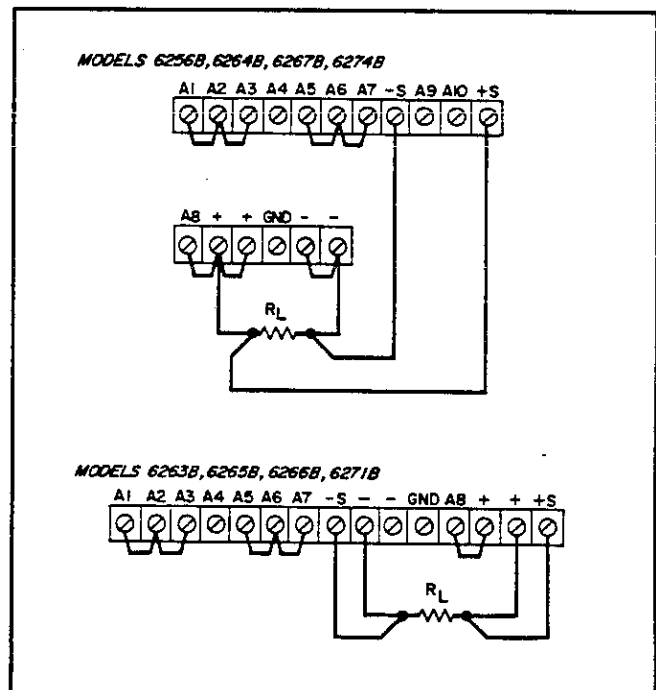 MODELS 6256B, 6264B, 6267B, 6274B
A1 A2 A3 A4 A5 A6 A7 -S A9 A10 +S
A8 + + GND - -
RL
MODELS 6263B, 6265B, 6266B, 6271B
A1 A2 A3 A4 A5 A6 A7 -S - - GND A8 + + +S
RL